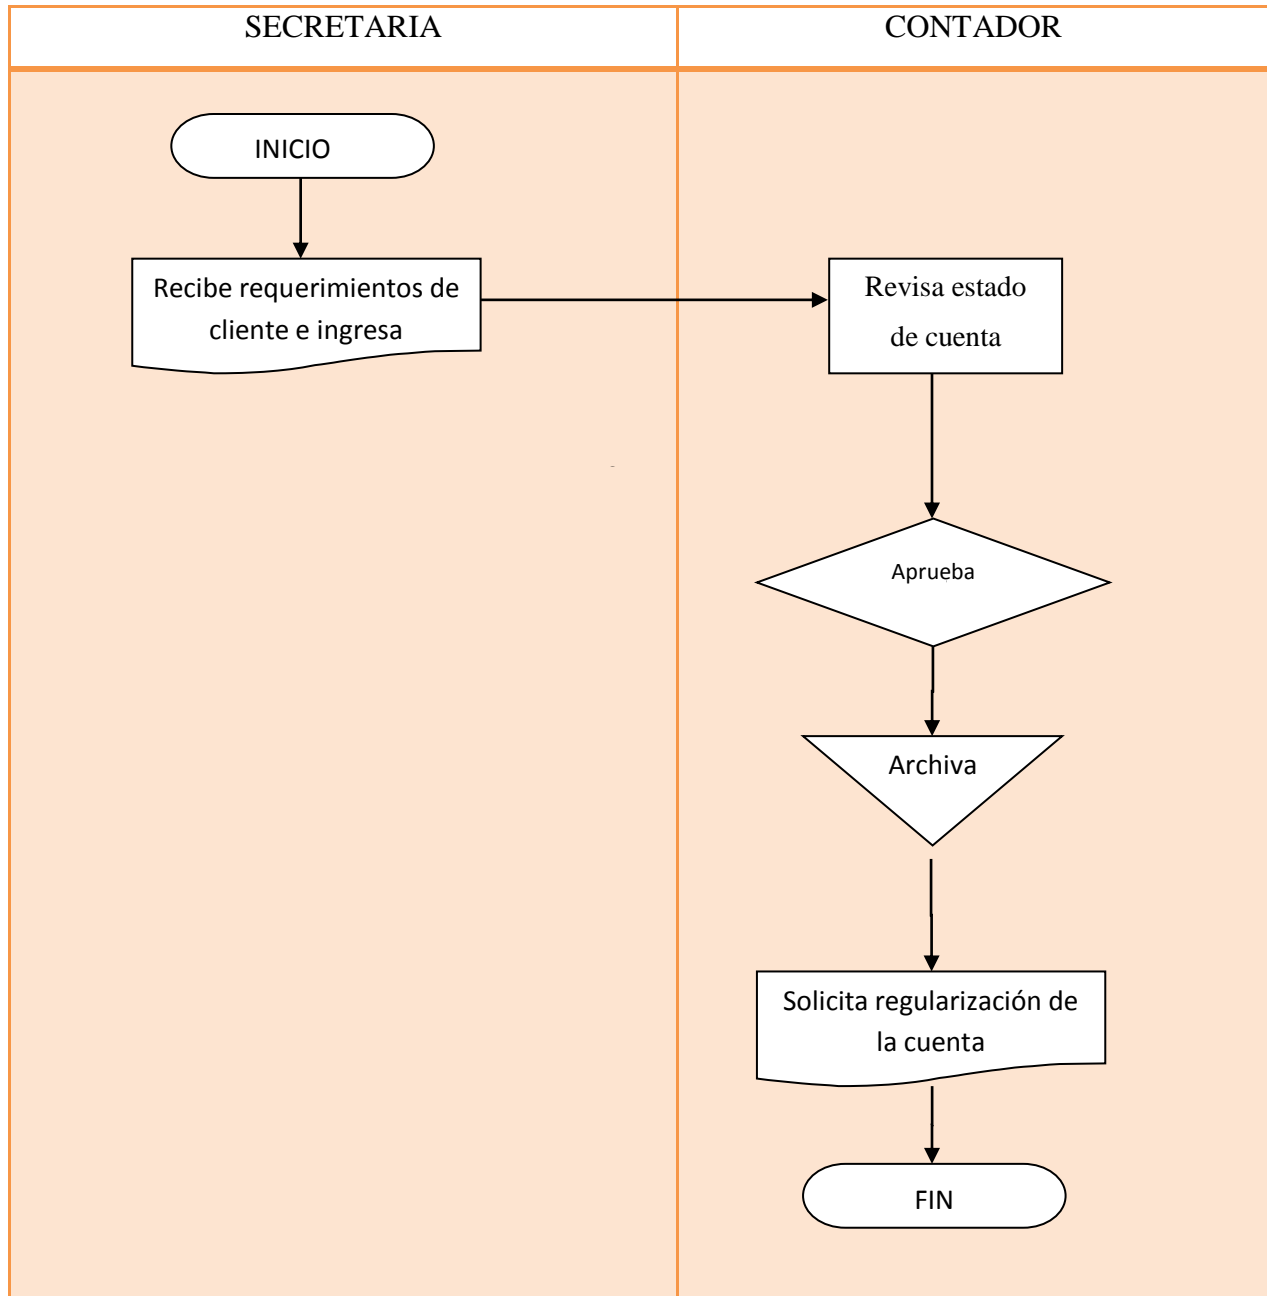 SECRETARIA
CONTADOR
INICIO
Recibe requerimientos de
cliente e ingresa
Revisa estado
de cuenta
Aprueba
Archiva
Solicita regularización de
la cuenta
FIN